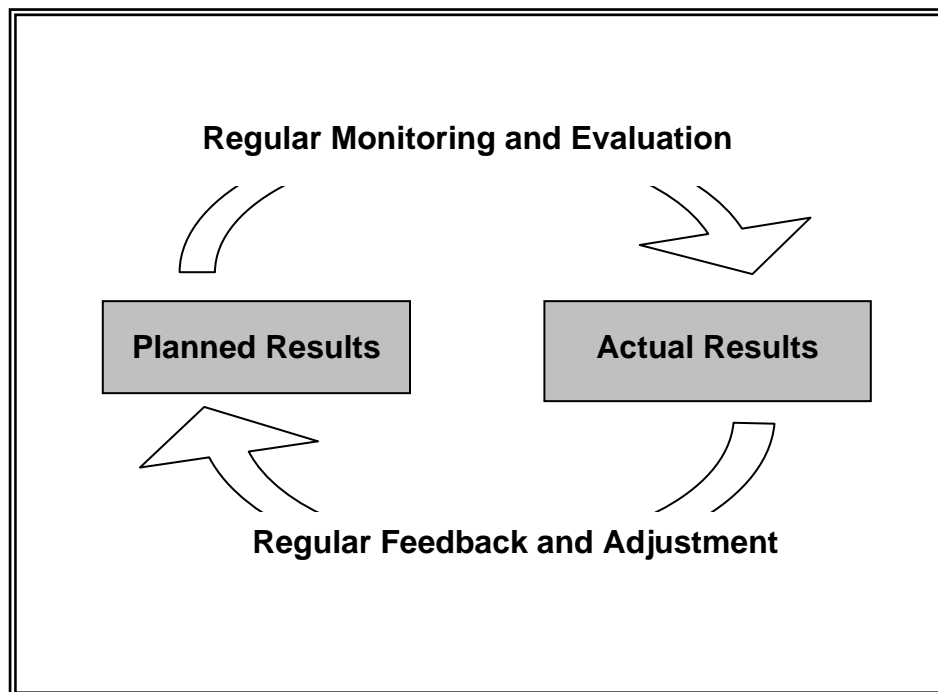 Regular Monitoring and Evaluation
Planned Results
Actual Results
Regular Feedback and Adjustment